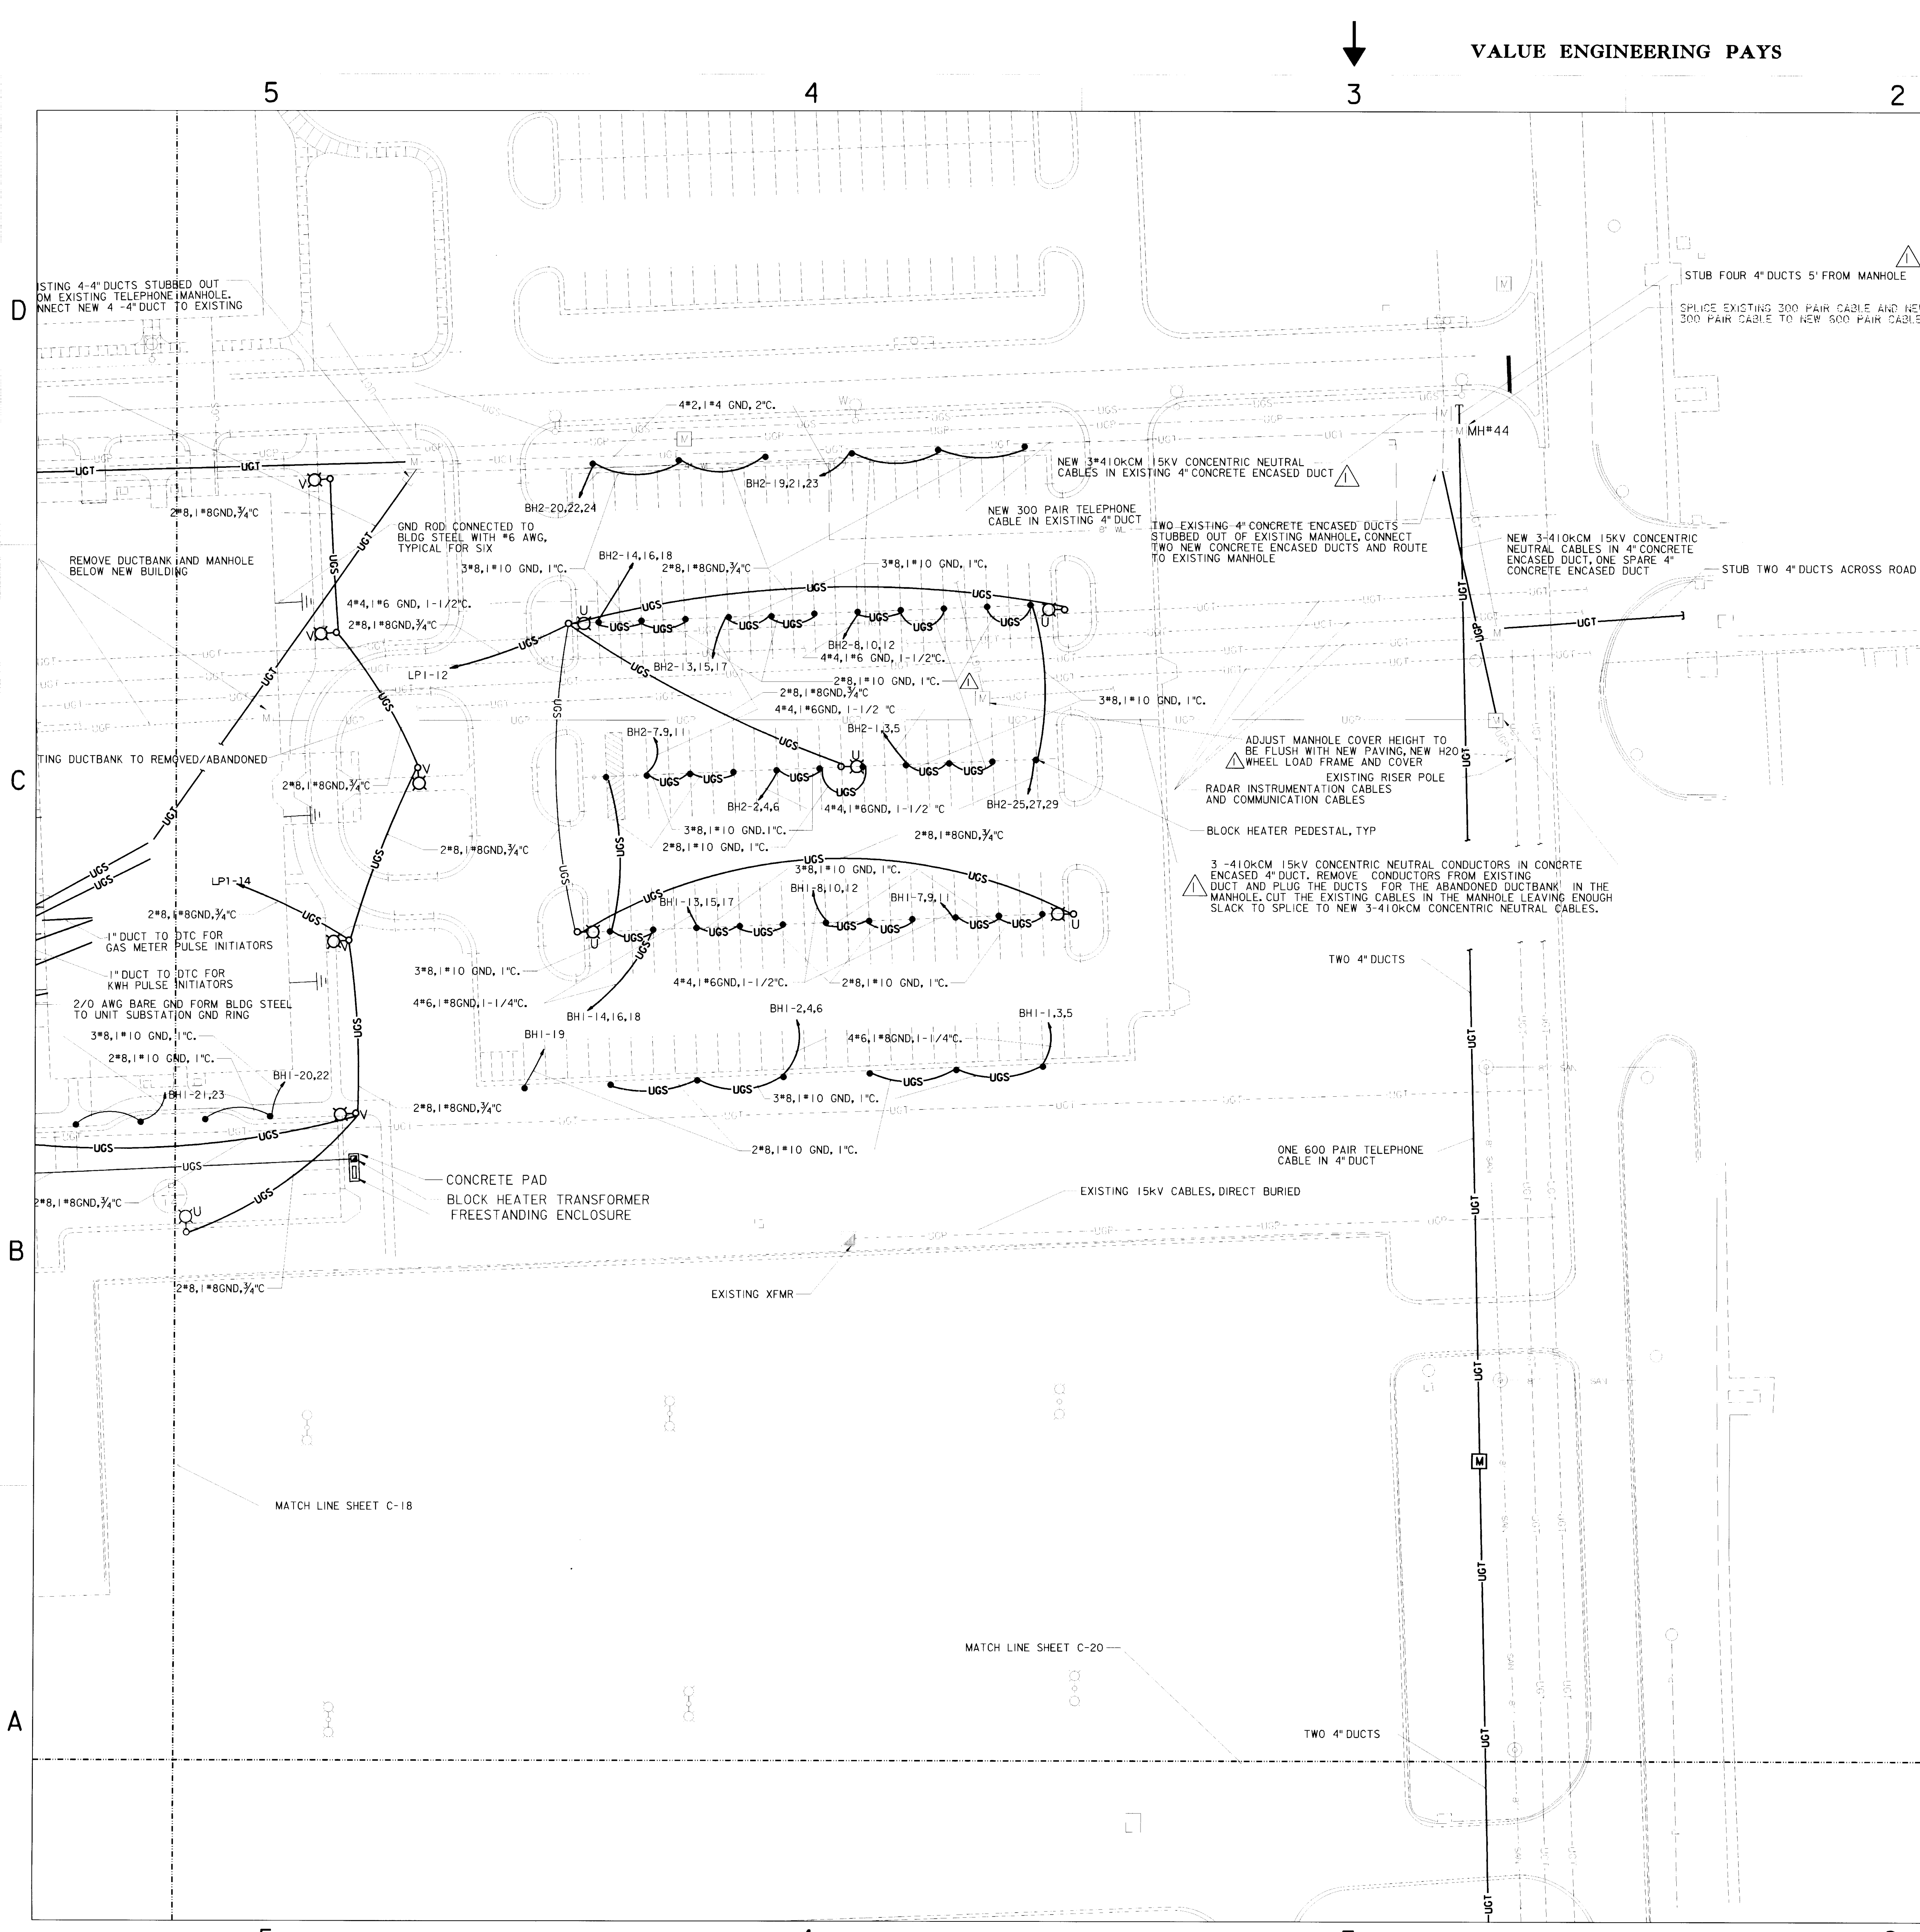 VALUE ENGINEERING PAYS
5
4
3
2
D
ISTING 4-4" DUCTS STUBBED OUT
OM EXISTING TELEPHONE MANHOLE.
NNECT NEW 4 -4" DUCT TO EXISTING
STUB FOUR 4" DUCTS 5' FROM MANHOLE
SPLICE EXISTING 300 PAIR CABLE AND NE
300 PAIR CABLE TO NEW 600 PAIR CABLE
4#2,1#4 GND, 2"C.
MH#44
UGT
UGT
V
NEW 3#410kCM 15KV CONCENTRIC NEUTRAL
CABLES IN EXISTING 4" CONCRETE ENCASED DUCT
BH2-19,21,23
BH2-20,22,24
2#8,1#8GND,3/4"C
NEW 300 PAIR TELEPHONE
CABLE IN EXISTING 4" DUCT
GND ROD CONNECTED TO
BLDG STEEL WITH #6 AWG,
TYPICAL FOR SIX
TWO EXISTING 4" CONCRETE ENCASED DUCTS
STUBBED OUT OF EXISTING MANHOLE, CONNECT
TWO NEW CONCRETE ENCASED DUCTS AND ROUTE
TO EXISTING MANHOLE
NEW 3-410kCM 15KV CONCENTRIC
NEUTRAL CABLES IN 4" CONCRETE
ENCASED DUCT, ONE SPARE 4"
CONCRETE ENCASED DUCT
STUB TWO 4" DUCTS ACROSS ROAD
REMOVE DUCTBANK AND MANHOLE
BELOW NEW BUILDING
BH2-14,16,18
3#8,1#10 GND, 1"C.
2#8,1#8GND,3/4"C
3#8,1#10 GND, 1"C.
4#4,1#6 GND, 1-1/2"C.
2#8,1#8GND,3/4"C
BH2-8,10,12
4#4,1#6 GND, 1-1/2"C.
BH2-13,15,17
LP1-12
2#8,1#10 GND, 1"C.
2#8,1#8GND,3/4"C
4#4,1#6GND,1-1/2 "C
3#8,1#10 GND, 1"C.
BH2-7,9,11
BH2-1,3,5
ADJUST MANHOLE COVER HEIGHT TO
BE FLUSH WITH NEW PAVING, NEW H20
WHEEL LOAD FRAME AND COVER
EXISTING RISER POLE
RADAR INSTRUMENTATION CABLES
AND COMMUNICATION CABLES
C
TING DUCTBANK TO REMOVED/ABANDONED
2#8,1#8GND,3/4"C
BH2-2,4,6
4#4,1#6GND,1-1/2 "C
BH2-25,27,29
3#8,1#10 GND.1"C.
2#8,1#8GND,3/4"C
BLOCK HEATER PEDESTAL, TYP
2#8,1#8GND,3/4"C
2#8,1#10 GND, 1"C.
3#8,1#10 GND, 1"C.
3 -410kCM 15kV CONCENTRIC NEUTRAL CONDUCTORS IN CONCRTE
ENCASED 4" DUCT. REMOVE CONDUCTORS FROM EXISTING
DUCT AND PLUG THE DUCTS FOR THE ABANDONED DUCTBANK IN THE
MANHOLE. CUT THE EXISTING CABLES IN THE MANHOLE LEAVING ENOUGH
SLACK TO SPLICE TO NEW 3-410kCM CONCENTRIC NEUTRAL CABLES.
LP1-14
BH1-8,10,12
BH1-13,15,17
BH1-7,9,11
2#8,1#8GND,3/4"C
1" DUCT TO DTC FOR
GAS METER PULSE INITIATORS
TWO 4" DUCTS
1" DUCT TO DTC FOR
KWH PULSE INITIATORS
3#8,1#10 GND, 1"C.
4#4,1#6GND,1-1/2"C.
2#8,1#10 GND, 1"C.
2/0 AWG BARE GND FORM BLDG STEEL
TO UNIT SUBSTATION GND RING
4#6,1#8GND,1-1/4"C.
BH1-14,16,18
BH1-2,4,6
BH1-1,3,5
3#8,1#10 GND, 1"C.
BH1-19
4#6,1#8GND,1-1/4"C.
2#8,1#10 GND, 1"C.
BH1-20,22
BH1-21,23
3#8,1#10 GND, 1"C.
2#8,1#8GND,3/4"C
2#8,1#10 GND, 1"C.
ONE 600 PAIR TELEPHONE
CABLE IN 4" DUCT
CONCRETE PAD
BLOCK HEATER TRANSFORMER
FREESTANDING ENCLOSURE
EXISTING 15kV CABLES, DIRECT BURIED
2#8,1#8GND,3/4"C
U
B
2#8,1#8GND,3/4"C
EXISTING XFMR
M
MATCH LINE SHEET C-18
MATCH LINE SHEET C-20
A
TWO 4" DUCTS
UGT